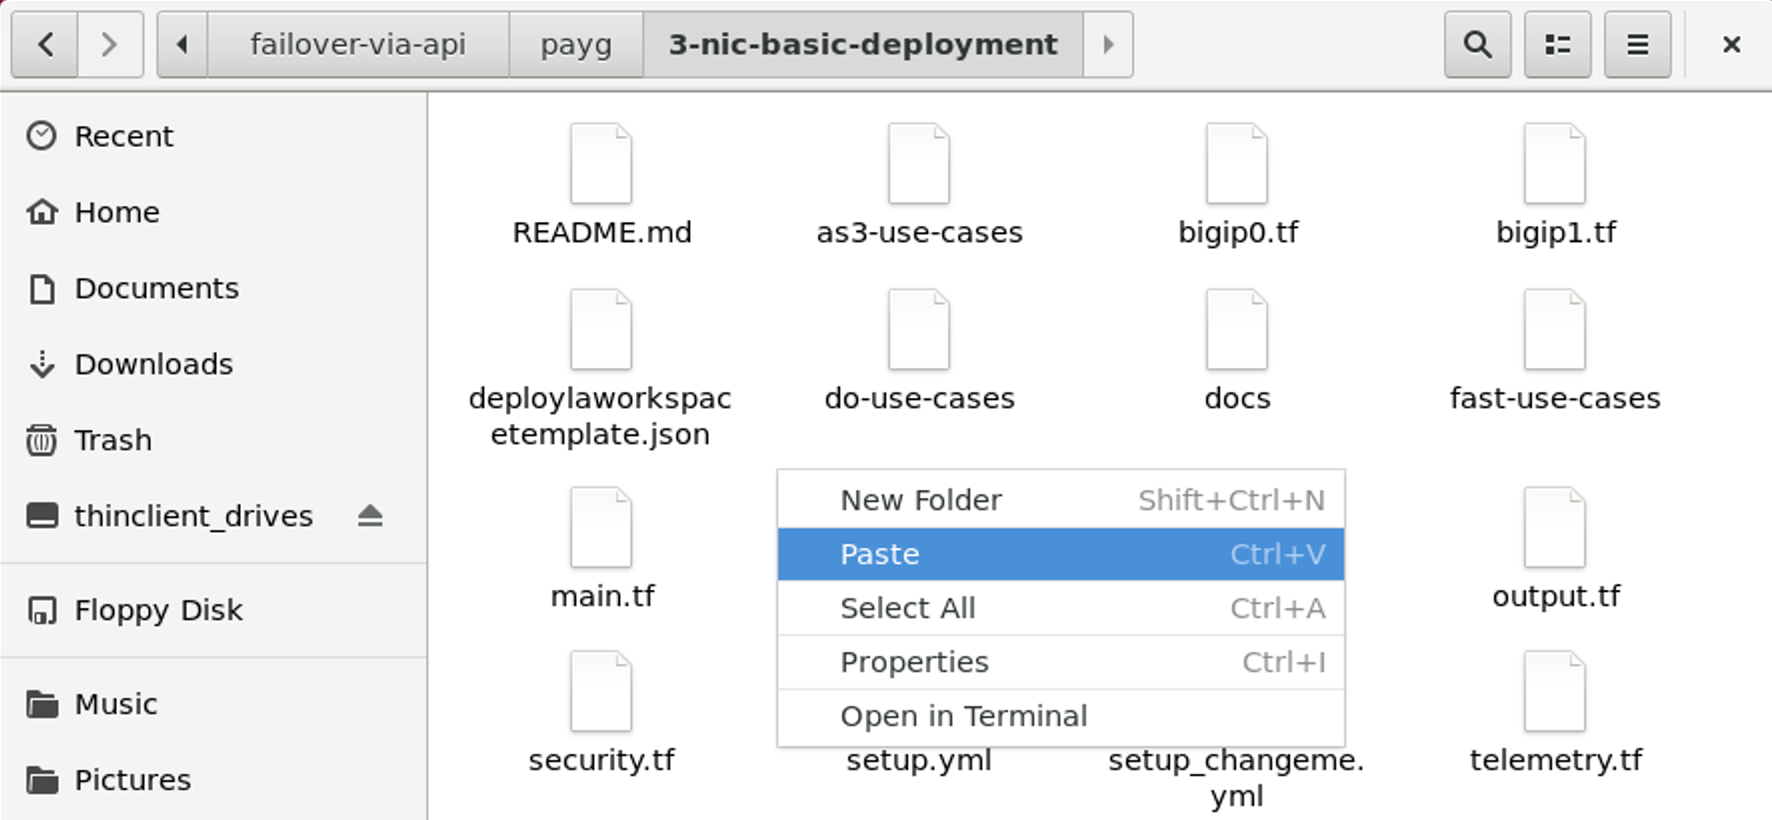 failover-via-api payg 3-nic-basic-deployment
Recent
Home
Documents
Downloads
Trash
thinclient_drives
Floppy Disk
Music
Pictures
README.md as3-use-cases bigip0.tf bigip1.tf
deploylaworkspac
etemplate.json
do-use-cases docs fast-use-cases
main.tf
output.tf
New Folder Shift+Ctrl+N
Paste Ctrl+V
Select All Ctrl+A
Properties Ctrl+I
Open in Terminal
security.tf setup.yml
setup_changeme.
yml
telemetry.tf